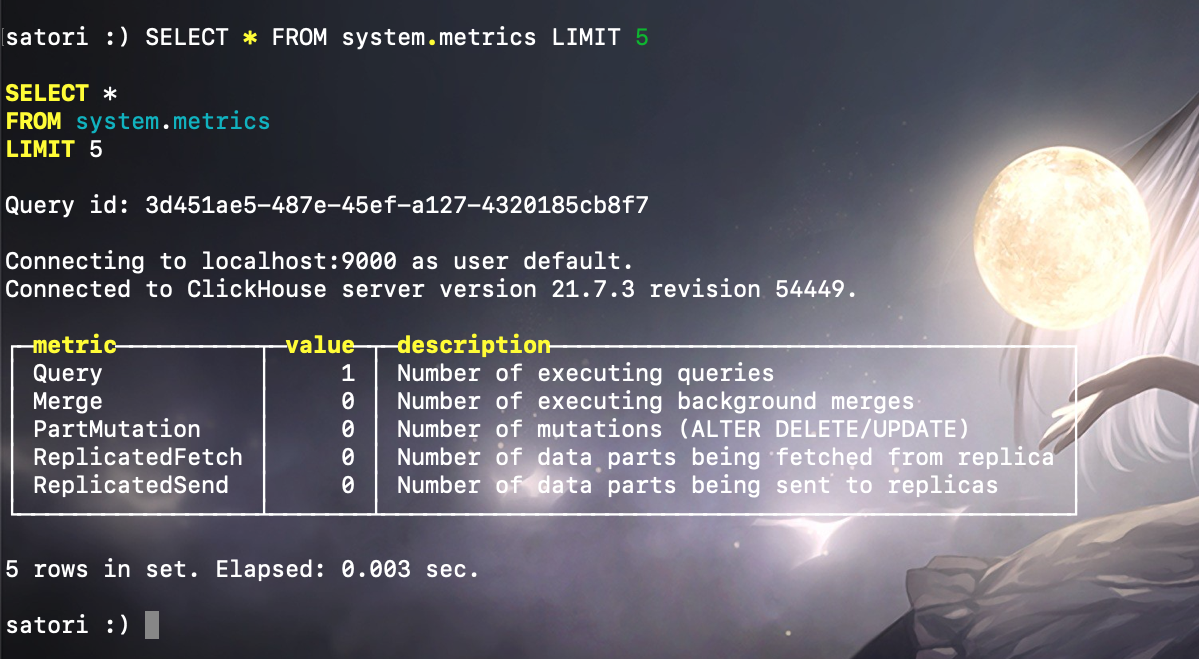 satori :) SELECT * FROM system.metrics LIMIT 5
SELECT *
FROM system.metrics
LIMIT 5
Query id: 3d451ae5-487e-45ef-a127-4320185cb8f7
Connecting to localhost:9000 as user default.
Connected to ClickHouse server version 21.7.3 revision 54449.
metric value description
Query 1 Number of executing queries
Merge 0 Number of executing background merges
PartMutation 0 Number of mutations (ALTER DELETE/UPDATE)
ReplicatedFetch 0 Number of data parts being fetched from replica
ReplicatedSend 0 Number of data parts being sent to replicas
5 rows in set. Elapsed: 0.003 sec.
satori :)